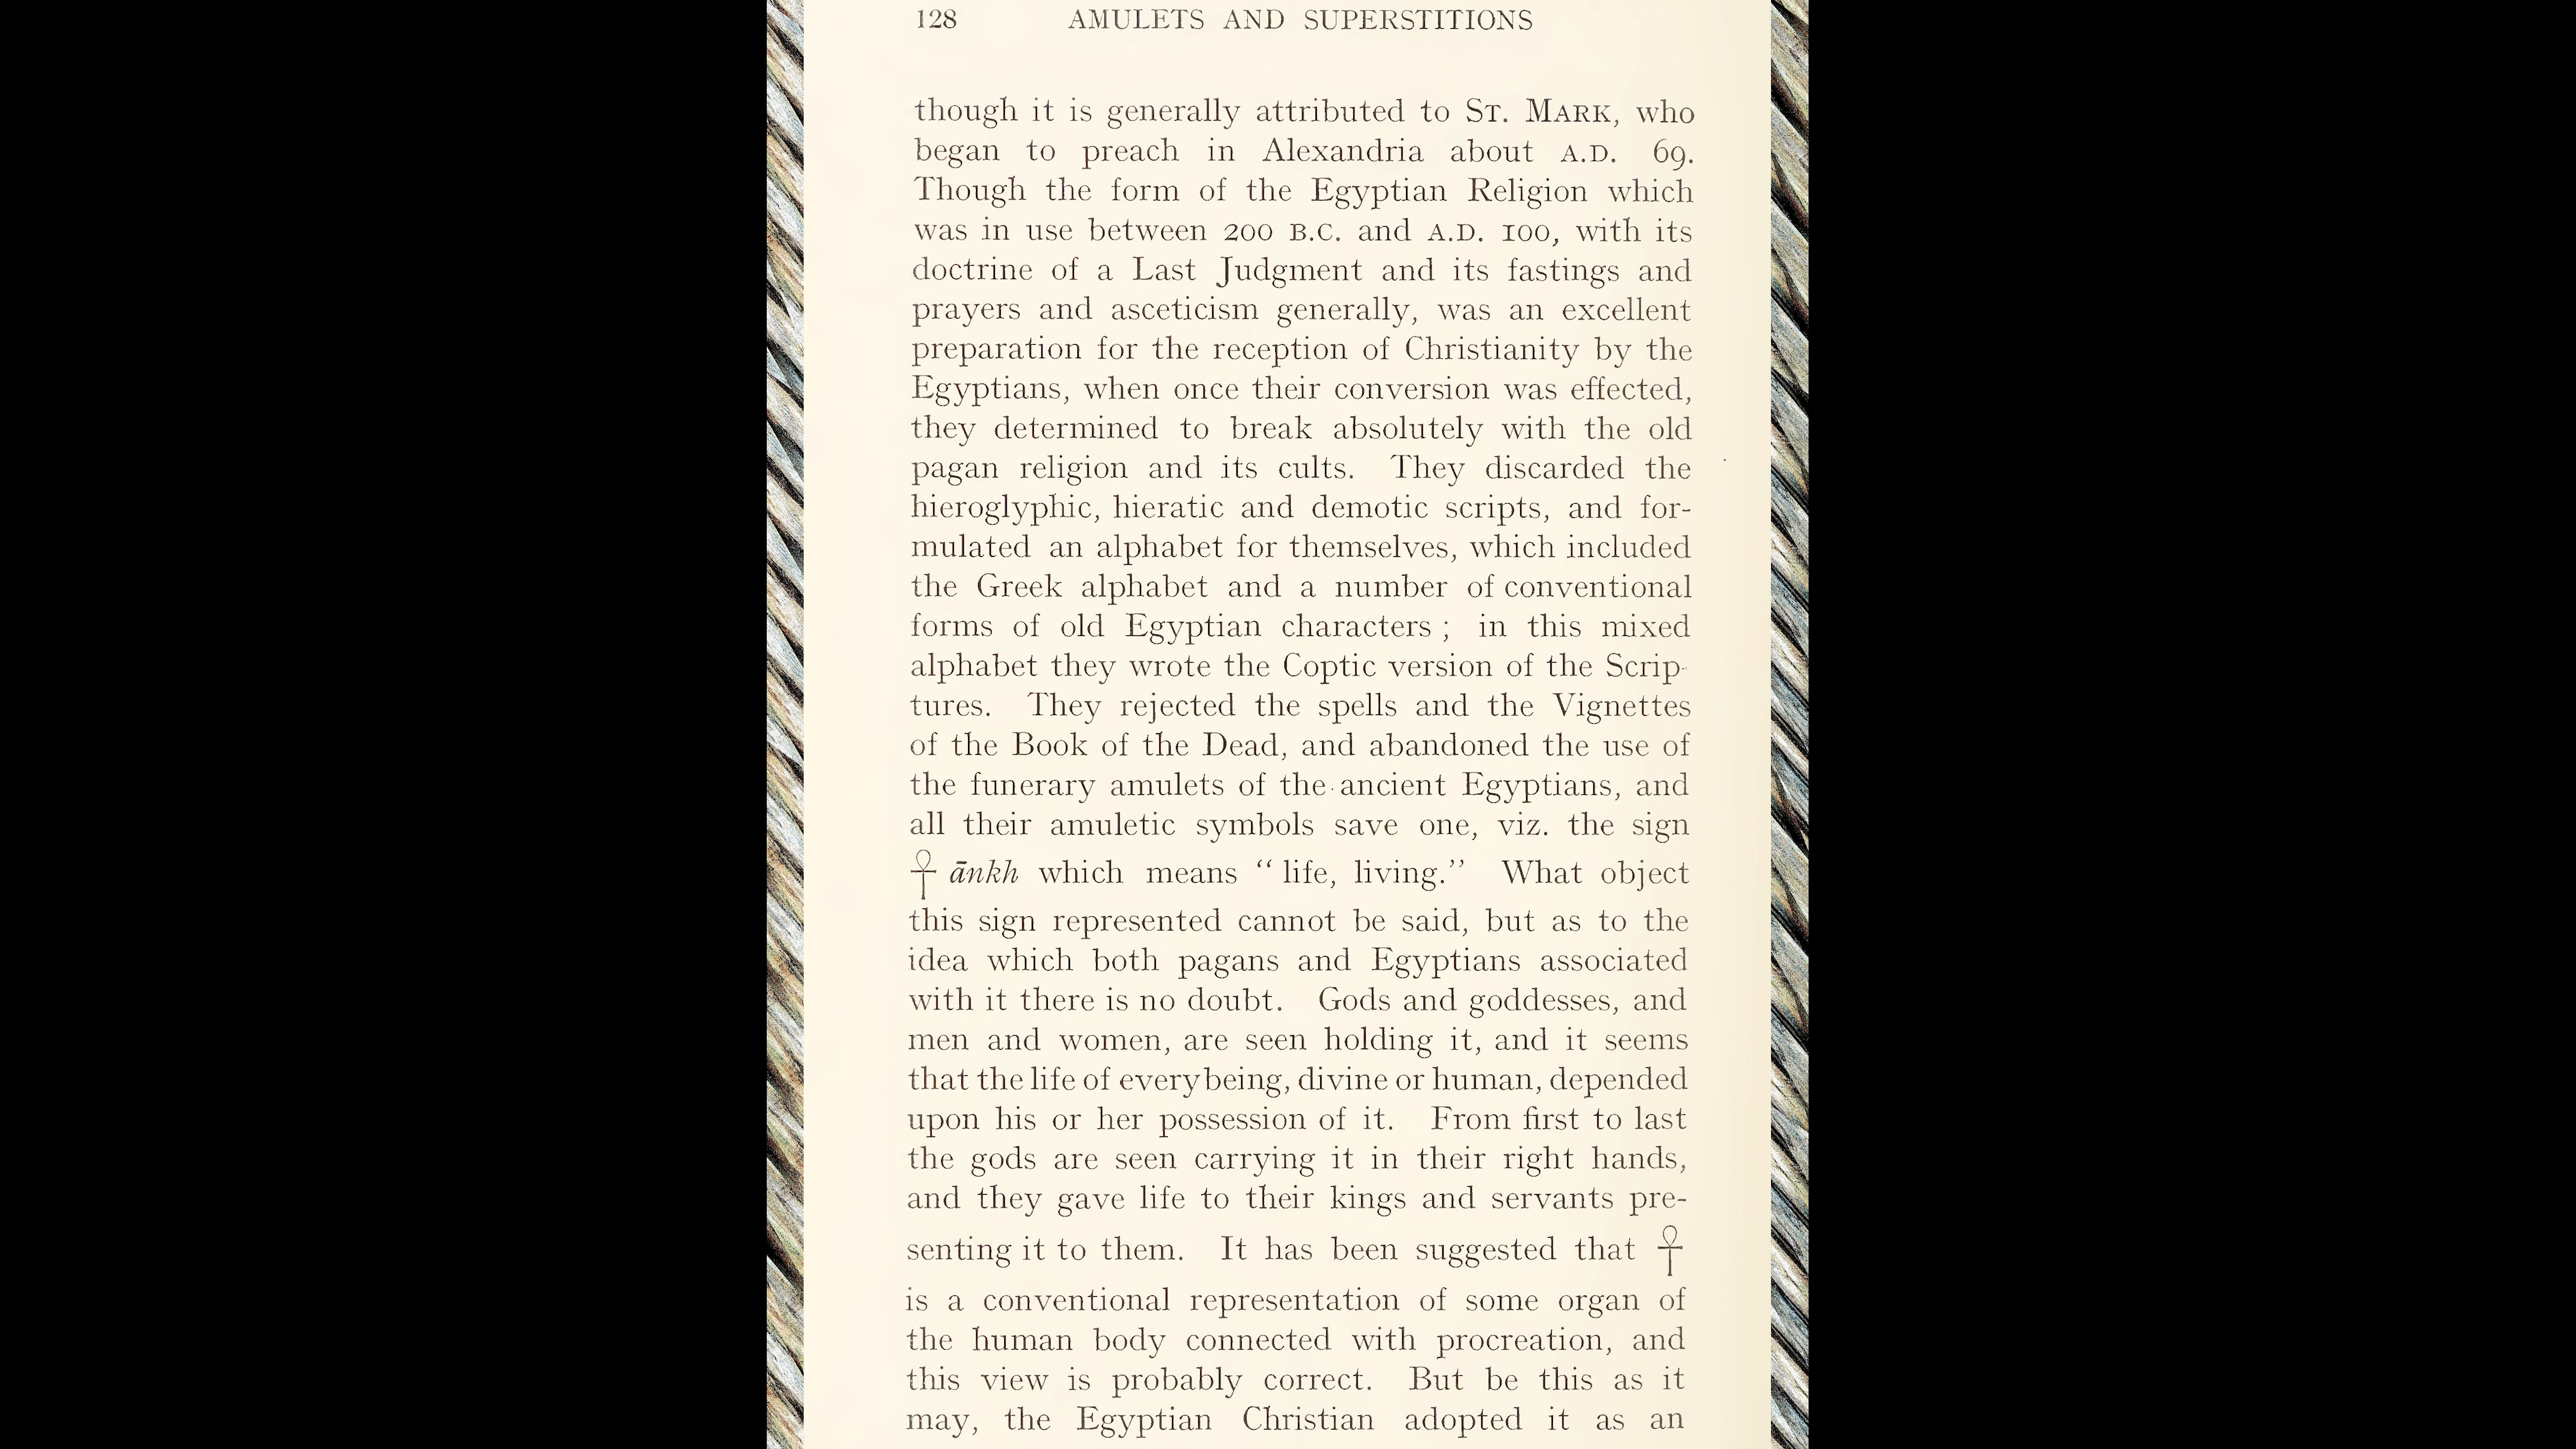 128 AMULETS AND SUPERSTITIONS
though it is generally attributed to ST. MARK, who
began to preach in Alexandria about A.D. 69.
Though the form of the Egyptian Religion which
was in use between 200 B.C. and A.D. 100, with its
doctrine of a Last Judgment and its fastings and
prayers and asceticism generally, was an excellent
preparation for the reception of Christianity by the
Egyptians, when once their conversion was effected,
they determined to break absolutely with the old
pagan religion and its cults. They discarded the
hieroglyphic, hieratic and demotic scripts, and for-
mulated an alphabet for themselves, which included
the Greek alphabet and a number of conventional
forms of old Egyptian characters ; in this mixed
alphabet they wrote the Coptic version of the Scrip-
tures. They rejected the spells and the Vignettes
of the Book of the Dead, and abandoned the use of
the funerary amulets of the ancient Egyptians, and
all their amuletic symbols save one, viz. the sign
☥ ānkh which means “ life, living.” What object
this sign represented cannot be said, but as to the
idea which both pagans and Egyptians associated
with it there is no doubt. Gods and goddesses, and
men and women, are seen holding it, and it seems
that the life of every being, divine or human, depended
upon his or her possession of it. From first to last
the gods are seen carrying it in their right hands,
and they gave life to their kings and servants pre-
senting it to them. It has been suggested that ☥
is a conventional representation of some organ of
the human body connected with procreation, and
this view is probably correct. But be this as it
may, the Egyptian Christian adopted it as an